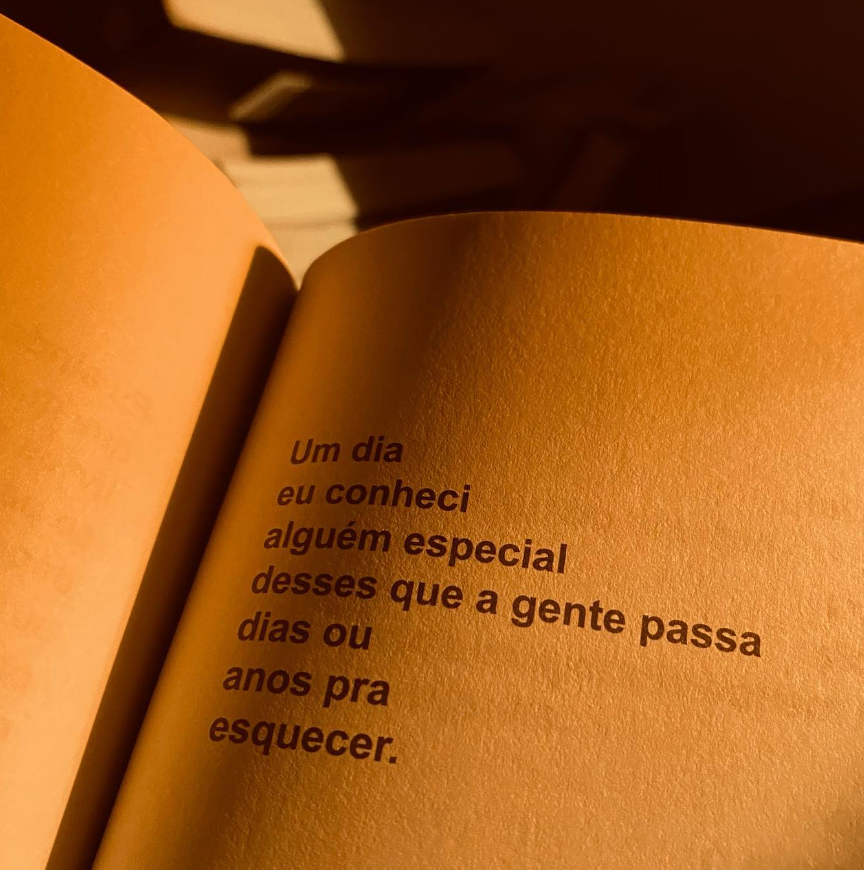 Um dia
eu conheci
alguém especial
desses que a gente passa
dias ou
anos pra
esquecer.